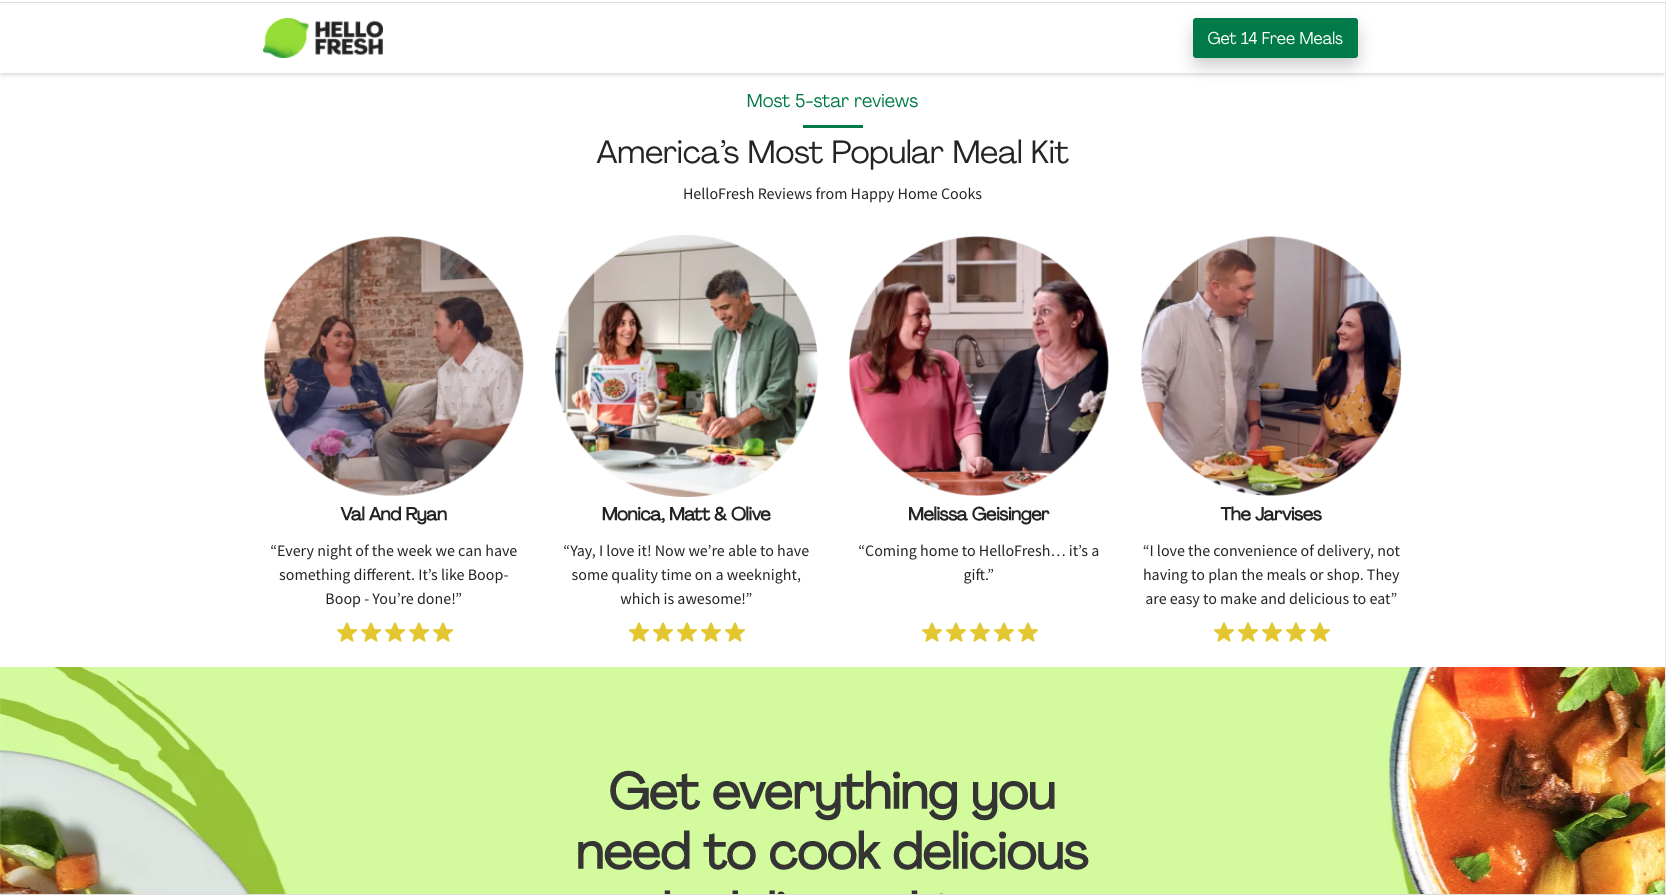 HELLO
FRESH
Get 14 Free Meals
Most 5-star reviews
America’s Most Popular Meal Kit
HelloFresh Reviews from Happy Home Cooks
Val And Ryan
“Every night of the week we can have
something different. It’s like Boop-
Boop - You’re done!”
Monica, Matt & Olive
“Yay, I love it! Now we’re able to have
some quality time on a weeknight,
which is awesome!”
Melissa Geisinger
“Coming home to HelloFresh… it’s a
gift.”
The Jarvises
“I love the convenience of delivery, not
having to plan the meals or shop. They
are easy to make and delicious to eat”
Get everything you
need to cook delicious